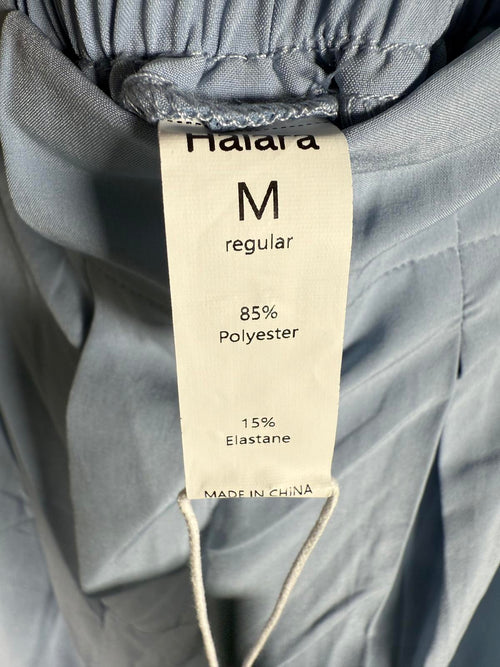 Halara
M
regular
85%
Polyester
15%
Elastane
MADE IN CHINA